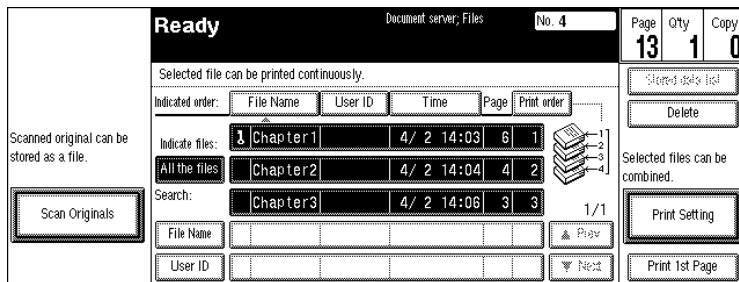 Ready
Document server; Files
No. 4
Page Q'ty Copy
13 1 0
Selected file can be printed continuously.
Stored data list
Indicated order: File Name User ID Time Page Print order
Delete
Scanned original can be
stored as a file.
Indicate files:
Chapter1 4/ 2 14:03 6 1
1
2
3
4
All the files
Chapter2 4/ 2 14:04 4 2
Selected files can be
combined.
Search:
Chapter3 4/ 2 14:06 3 3
1/1
Scan Originals
Print Setting
File Name
▲ Prev
User ID
▼ Next
Print 1st Page